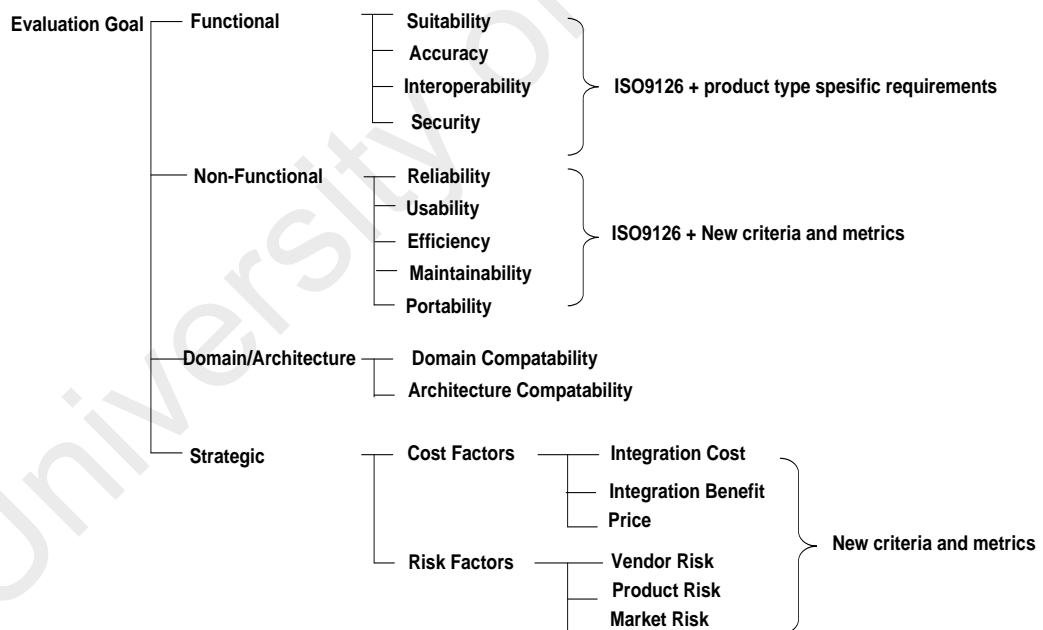 Evaluation Goal
Functional
Suitability
Accuracy
Interoperability
Security
ISO9126 + product type spesific requirements
Non-Functional
Reliability
Usability
Efficiency
Maintainability
Portability
ISO9126 + New criteria and metrics
Domain/Architecture
Domain Compatability
Architecture Compatability
Strategic
Cost Factors
Integration Cost
Integration Benefit
Price
Risk Factors
Vendor Risk
Product Risk
Market Risk
New criteria and metrics
University of